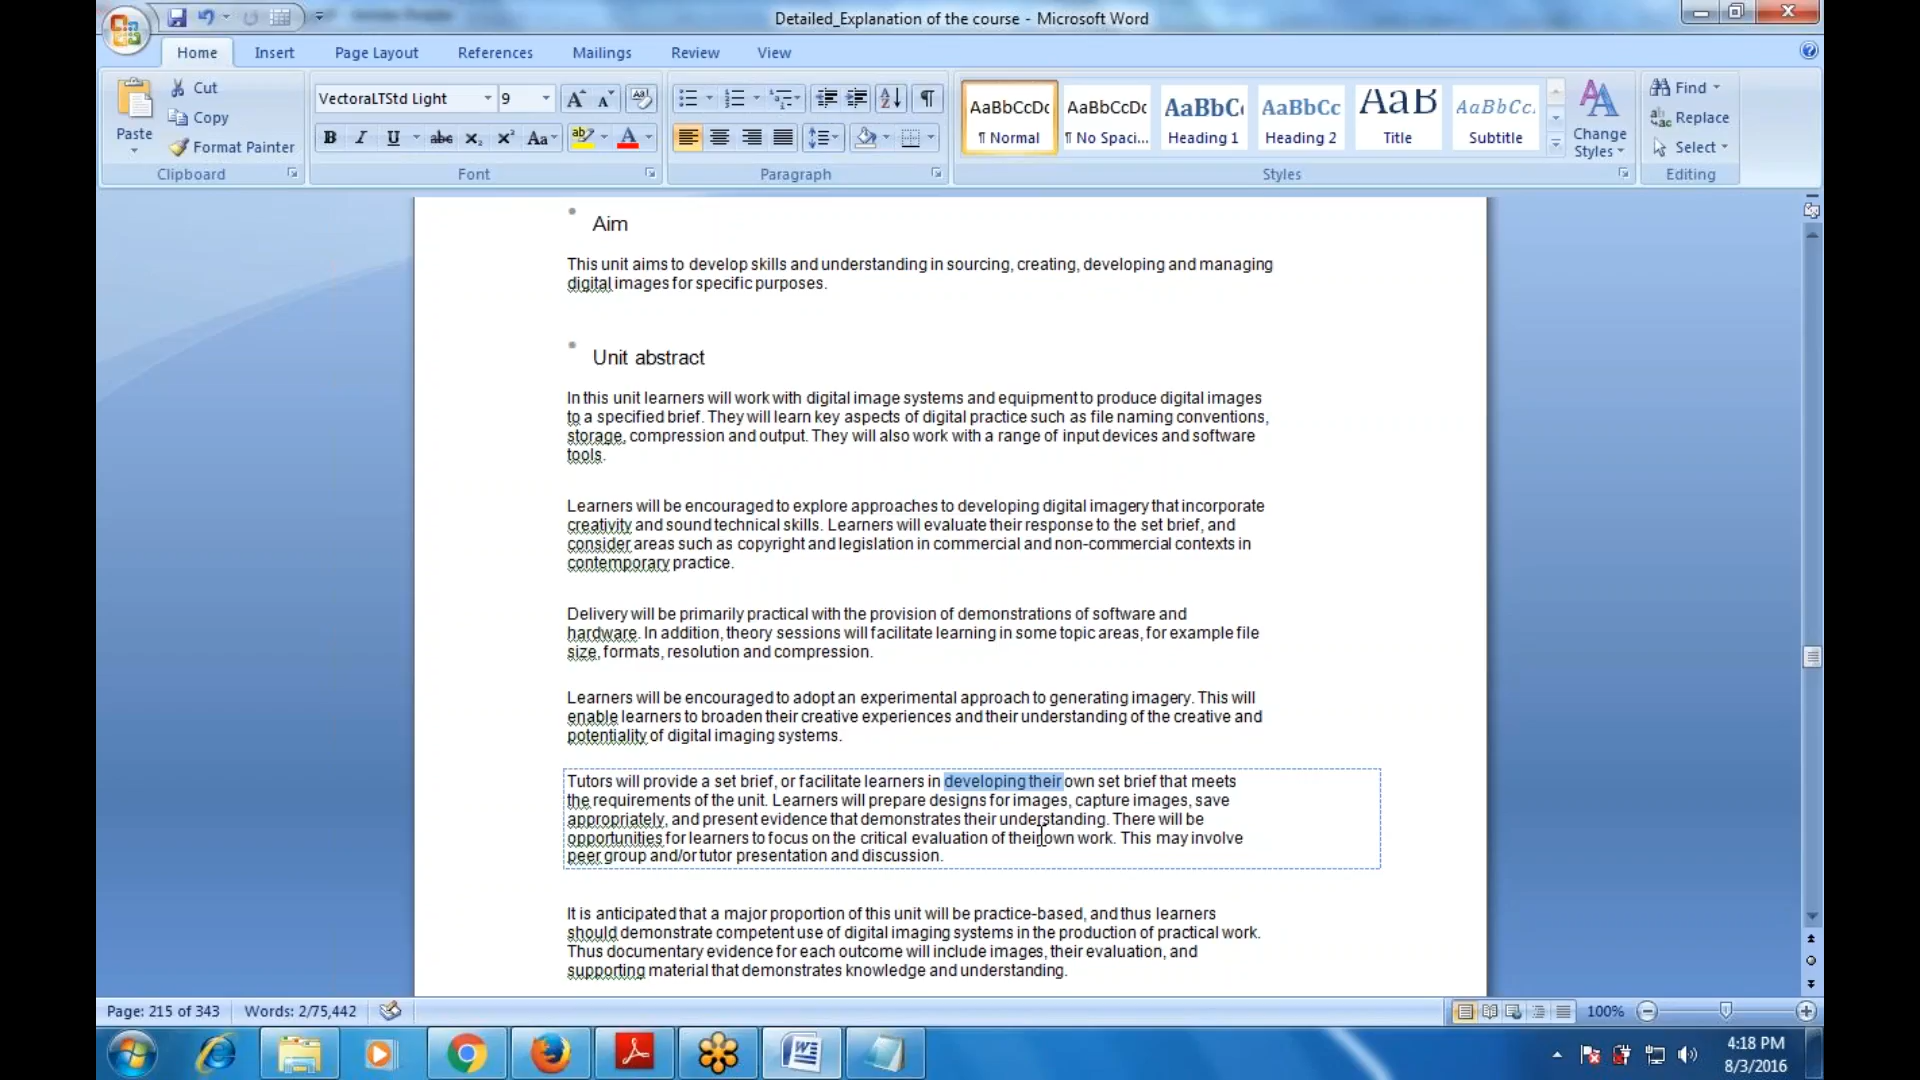 Detailed_Explanation of the course - Microsoft Word
Home Insert Page Layout References Mailings Review View
Paste
Cut
Copy
Format Painter
Clipboard
VectoraLTStd Light 9
Font
Paragraph
AaBbCcDc AaBbCcDc AaBbC AaBbCc AaB AaBbCc.
¶ Normal ¶ No Spaci... Heading 1 Heading 2 Title Subtitle
Styles
Change
Styles
Find
Replace
Select
Editing
Aim
This unit aims to develop skills and understanding in sourcing, creating, developing and managing
digital images for specific purposes.
Unit abstract
In this unit learners will work with digital image systems and equipment to produce digital images
to a specified brief. They will learn key aspects of digital practice such as file naming conventions,
storage, compression and output. They will also work with a range of input devices and software
tools.
Learners will be encouraged to explore approaches to developing digital imagery that incorporate
creativity and sound technical skills. Learners will evaluate their response to the set brief, and
consider areas such as copyright and legislation in commercial and non-commercial contexts in
contemporary practice.
Delivery will be primarily practical with the provision of demonstrations of software and
hardware. In addition, theory sessions will facilitate learning in some topic areas, for example file
size, formats, resolution and compression.
Learners will be encouraged to adopt an experimental approach to generating imagery. This will
enable learners to broaden their creative experiences and their understanding of the creative and
potentiality of digital imaging systems.
Tutors will provide a set brief, or facilitate learners in developing their own set brief that meets
the requirements of the unit. Learners will prepare designs for images, capture images, save
appropriately, and present evidence that demonstrates their understanding. There will be
opportunities for learners to focus on the critical evaluation of their own work. This may involve
peer group and/or tutor presentation and discussion.
It is anticipated that a major proportion of this unit will be practice-based, and thus learners
should demonstrate competent use of digital imaging systems in the production of practical work.
Thus documentary evidence for each outcome will include images, their evaluation, and
supporting material that demonstrates knowledge and understanding.
Page: 215 of 343 Words: 2/75,442 100%
4:18 PM
8/3/2016